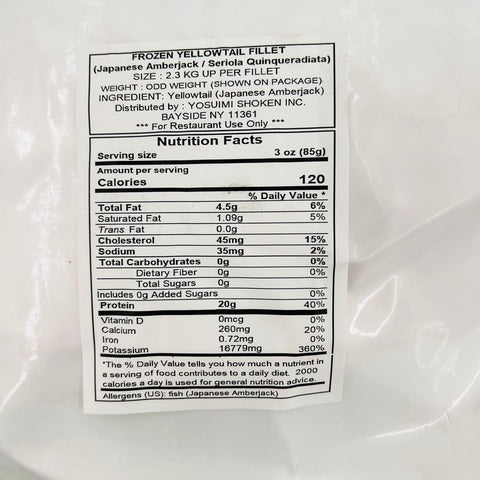 FROZEN YELLOWTAIL FILLET
(Japanese Amberjack / Seriola Quinqueradiata)
SIZE : 2.3 KG UP PER FILLET
WEIGHT : ODD WEIGHT (SHOWN ON PACKAGE)
INGREDIENT: Yellowtail (Japanese Amberjack)
Distributed by : YOSUIMI SHOKEN INC.
BAYSIDE NY 11361
*** For Restaurant Use Only ***
Nutrition Facts
Serving size 3 oz (85g)
Amount per serving
Calories 120
% Daily Value *
Total Fat 4.5g 6%
Saturated Fat 1.09g 5%
Trans Fat 0.0g
Cholesterol 45mg 15%
Sodium 35mg 2%
Total Carbohydrates 0g 0%
Dietary Fiber 0g 0%
Total Sugars 0g
Includes 0g Added Sugars 0%
Protein 20g 40%
Vitamin D 0mcg 0%
Calcium 260mg 20%
Iron 0.72mg 0%
Potassium 16779mg 360%
*The % Daily Value tells you how much a nutrient in
a serving of food contributes to a daily diet. 2000
calories a day is used for general nutrition advice.
Allergens (US): fish (Japanese Amberjack)